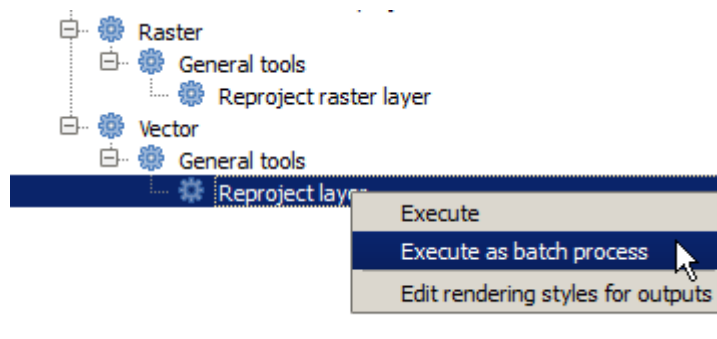 Raster
General tools
Reproject raster layer
Vector
General tools
Reproject layer
Execute
Execute as batch process
Edit rendering styles for outputs